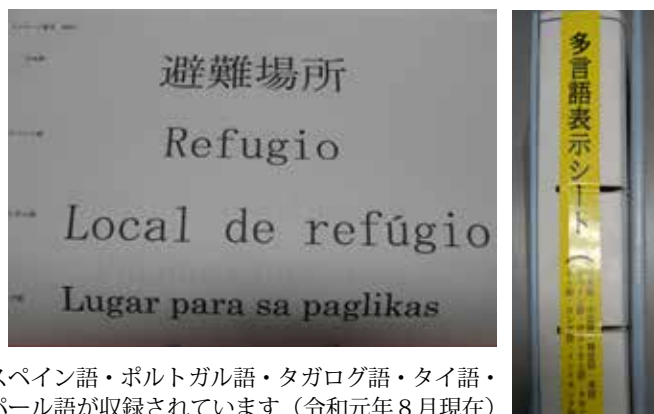 避難場所
Refugio
Local de refúgio
Lugar para sa paglikas
多言語表示シート（
スペイン語・ポルトガル語・タガログ語・タイ語・
パール語が収録されています（令和元年８月現在）